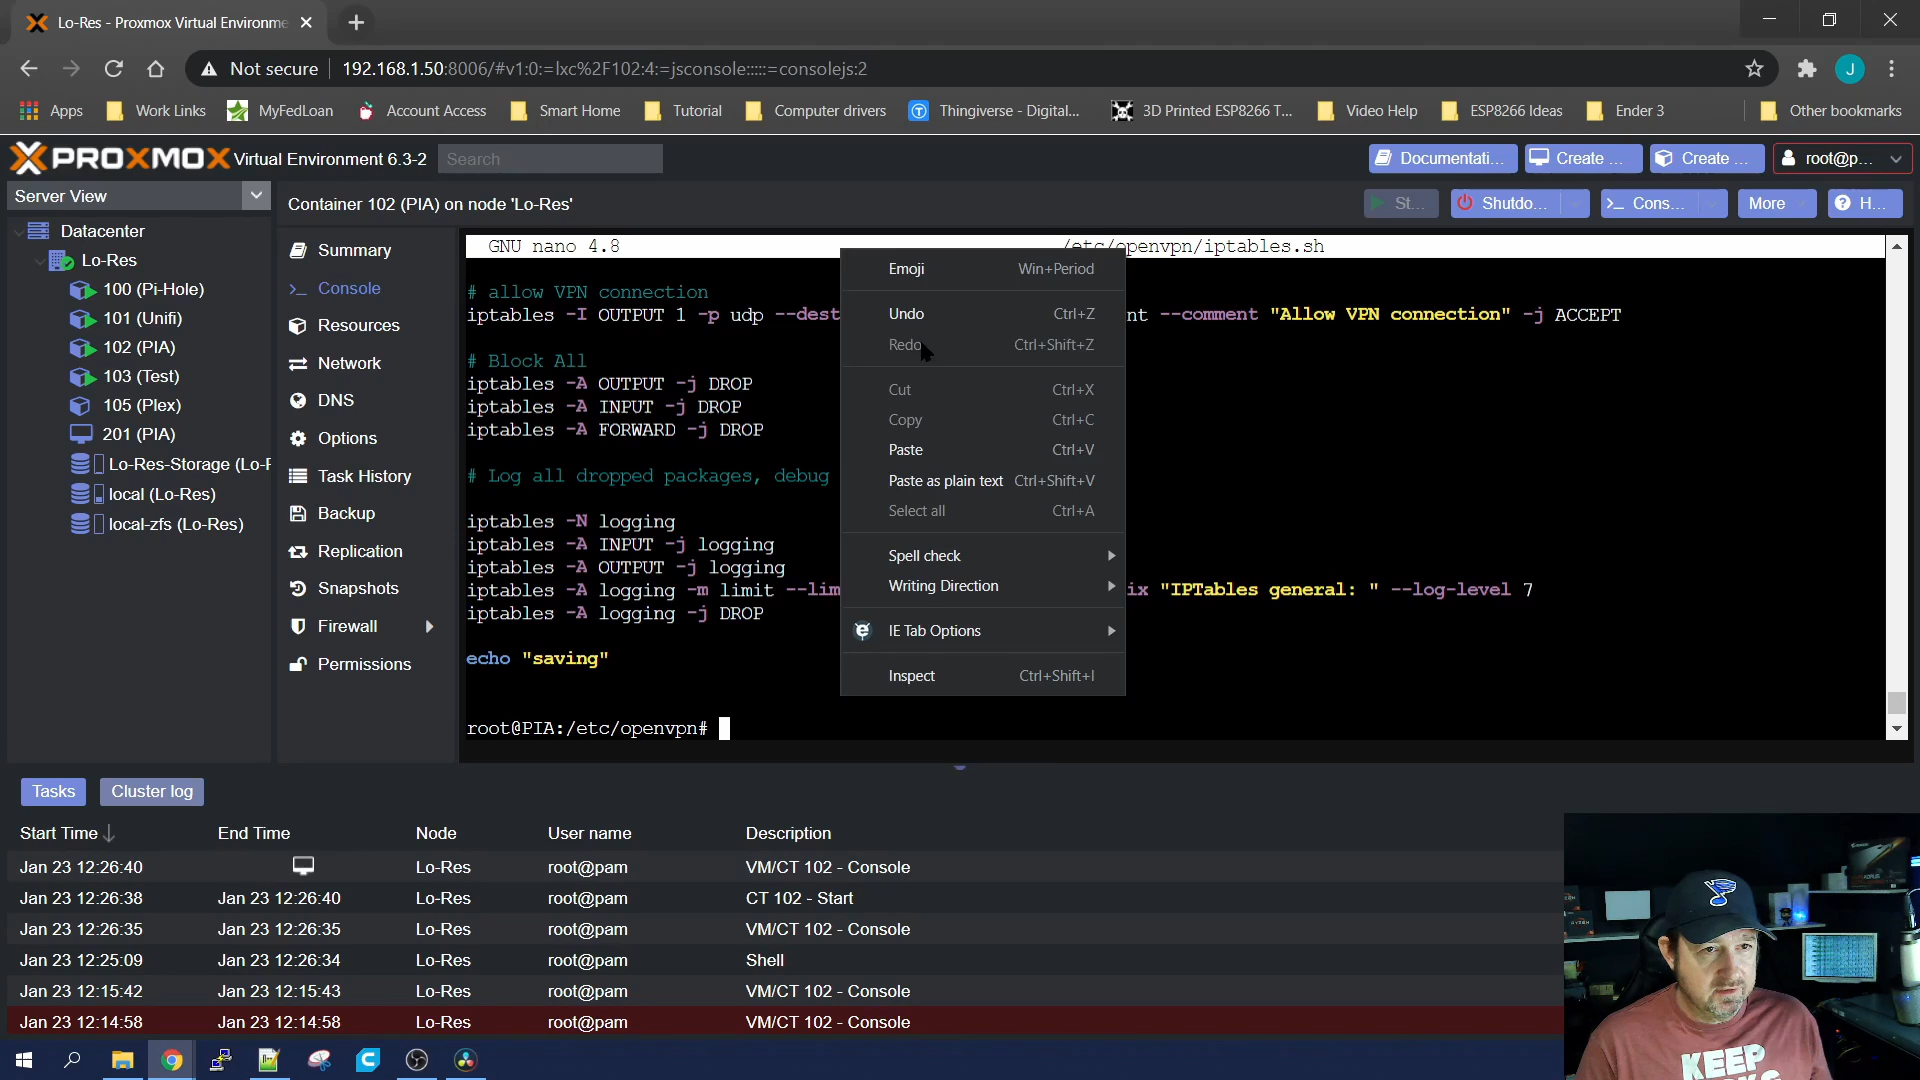 Lo-Res - Proxmox Virtual Environme
Not secure 192.168.1.50:8006/#v1:0:=lxc%2F102:4:=jsconsole:::::=consolejs:2
J
Apps Work Links MyFedLoan Account Access Smart Home Tutorial Computer drivers Thingiverse - Digital... 3D Printed ESP8266 T... Video Help ESP8266 Ideas Ender 3 Other bookmarks
PROXMOX Virtual Environment 6.3-2 Search Documentati... Create ... Create ... root@p...
Server View
Container 102 (PIA) on node 'Lo-Res' St... Shutdo... Cons... More H...
Datacenter
Lo-Res
100 (Pi-Hole)
101 (Unifi)
102 (PIA)
103 (Test)
105 (Plex)
201 (PIA)
Lo-Res-Storage (Lo-R
local (Lo-Res)
local-zfs (Lo-Res)
Summary
Console
Resources
Network
DNS
Options
Task History
Backup
Replication
Snapshots
Firewall
Permissions
GNU nano 4.8 /etc/openvpn/iptables.sh
# allow VPN connection
iptables -I OUTPUT 1 -p udp --dest nt --comment "Allow VPN connection" -j ACCEPT
# Block All
iptables -A OUTPUT -j DROP
iptables -A INPUT -j DROP
iptables -A FORWARD -j DROP
# Log all dropped packages, debug
iptables -N logging
iptables -A INPUT -j logging
iptables -A OUTPUT -j logging
iptables -A logging -m limit --lim ix "IPTables general: " --log-level 7
iptables -A logging -j DROP
echo "saving"
root@PIA:/etc/openvpn#
Emoji Win+Period
Undo Ctrl+Z
Redo Ctrl+Shift+Z
Cut Ctrl+X
Copy Ctrl+C
Paste Ctrl+V
Paste as plain text Ctrl+Shift+V
Select all Ctrl+A
Spell check
Writing Direction
IE Tab Options
Inspect Ctrl+Shift+I
Tasks Cluster log
Start Time End Time Node User name Description
Jan 23 12:26:40 Lo-Res root@pam VM/CT 102 - Console
Jan 23 12:26:38 Jan 23 12:26:40 Lo-Res root@pam CT 102 - Start
Jan 23 12:26:35 Jan 23 12:26:35 Lo-Res root@pam VM/CT 102 - Console
Jan 23 12:25:09 Jan 23 12:26:34 Lo-Res root@pam Shell
Jan 23 12:15:42 Jan 23 12:15:43 Lo-Res root@pam VM/CT 102 - Console
Jan 23 12:14:58 Jan 23 12:14:58 Lo-Res root@pam VM/CT 102 - Console
KEEP